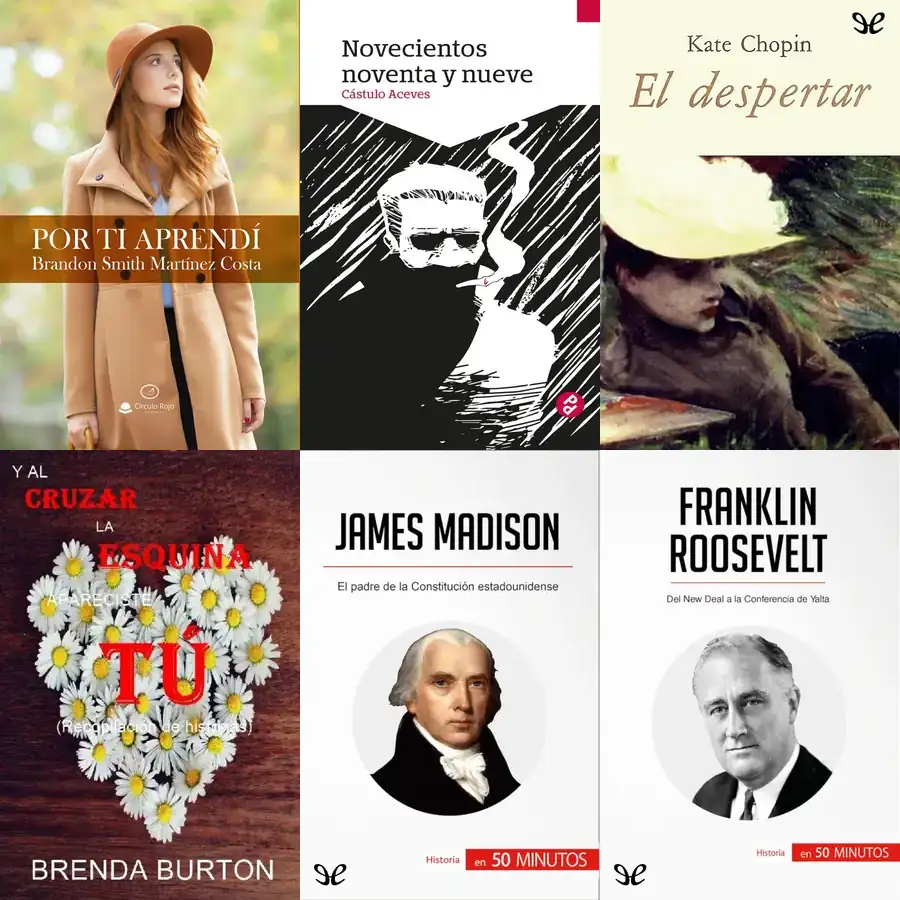 POR TI APRENDÍ
Brandon Smith Martínez Costa
Círculo Rojo
Novecientos
noventa y nueve
Cástulo Aceves
Kate Chopin
El despertar
Y AL
CRUZAR
LA
ESQUINA
APARECISTE
TÚ
(Recopilación de historias)
BRENDA BURTON
JAMES MADISON
El padre de la Constitución estadounidense
Historia en 50 MINUTOS
FRANKLIN
ROOSEVELT
Del New Deal a la Conferencia de Yalta
Historia en 50 MINUTOS